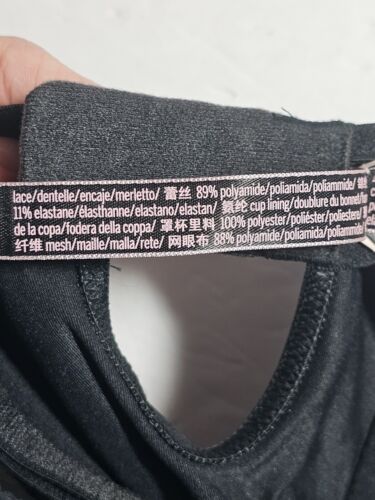 lace/dentelle/encaje/merletto/ 蕾丝 89% polyamide/poliamida/poliammide/
11% elastane/élasthanne/elastano/elastan/ 氨纶 cup lining/doublure du bonnet/
de la copa/fodera della coppa/ 罩杯里料 100% polyester/poliéster/poliestere/
纤维 mesh/maille/malla/rete/ 网眼布 88% polyamide/poliamida/poliammide/